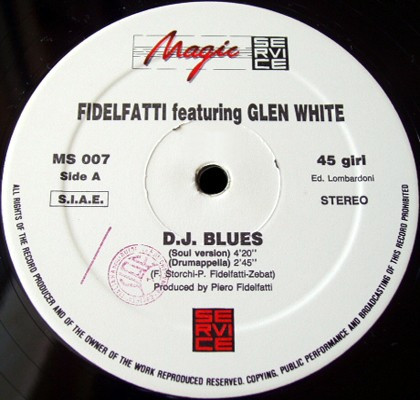 Magic
SERVICE
FIDELFATTI featuring GLEN WHITE
MS 007
Side A
S.I.A.E.
45 giri
Ed. Lombardoni
STEREO
D.J. BLUES
(Soul version) 4'20"
(Drumappella) 2'45"
(F. Storchi-P. Fidelfatti-Zebat)
Produced by Piero Fidelfatti
SERVICE
ALL RIGHTS OF THE RECORD PRODUCER AND OF THE OWNER OF THE WORK REPRODUCED RESERVED. COPYING, PUBLIC PERFORMANCE AND BROADCASTING OF THIS RECORD PROHIBITED